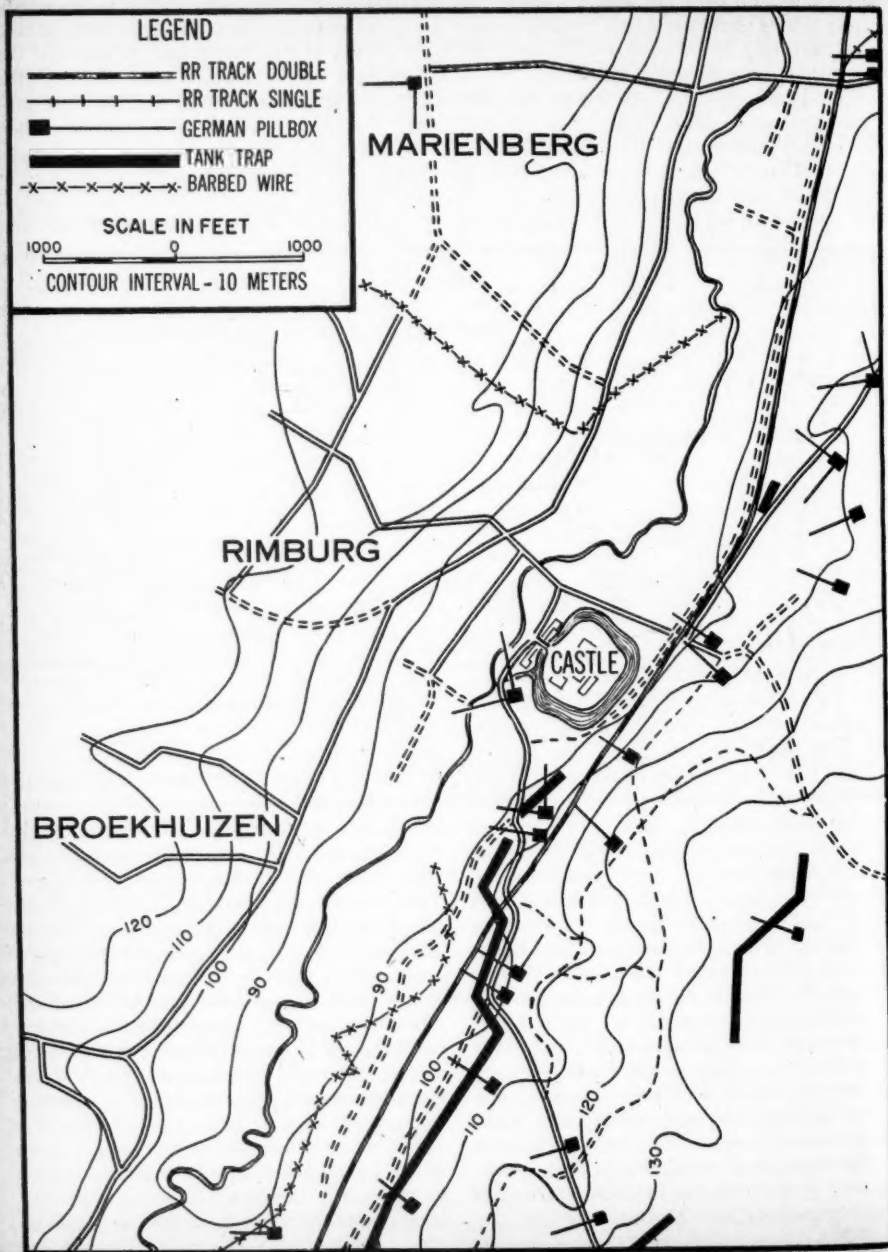 LEGEND
RR TRACK DOUBLE
RR TRACK SINGLE
GERMAN PILLBOX
TANK TRAP
BARBED WIRE
SCALE IN FEET
1000 0 1000
CONTOUR INTERVAL - 10 METERS
MARIENBERG
RIMBURG
CASTLE
BROEKHUIZEN
120
110
100
90
90
100
110
120
130